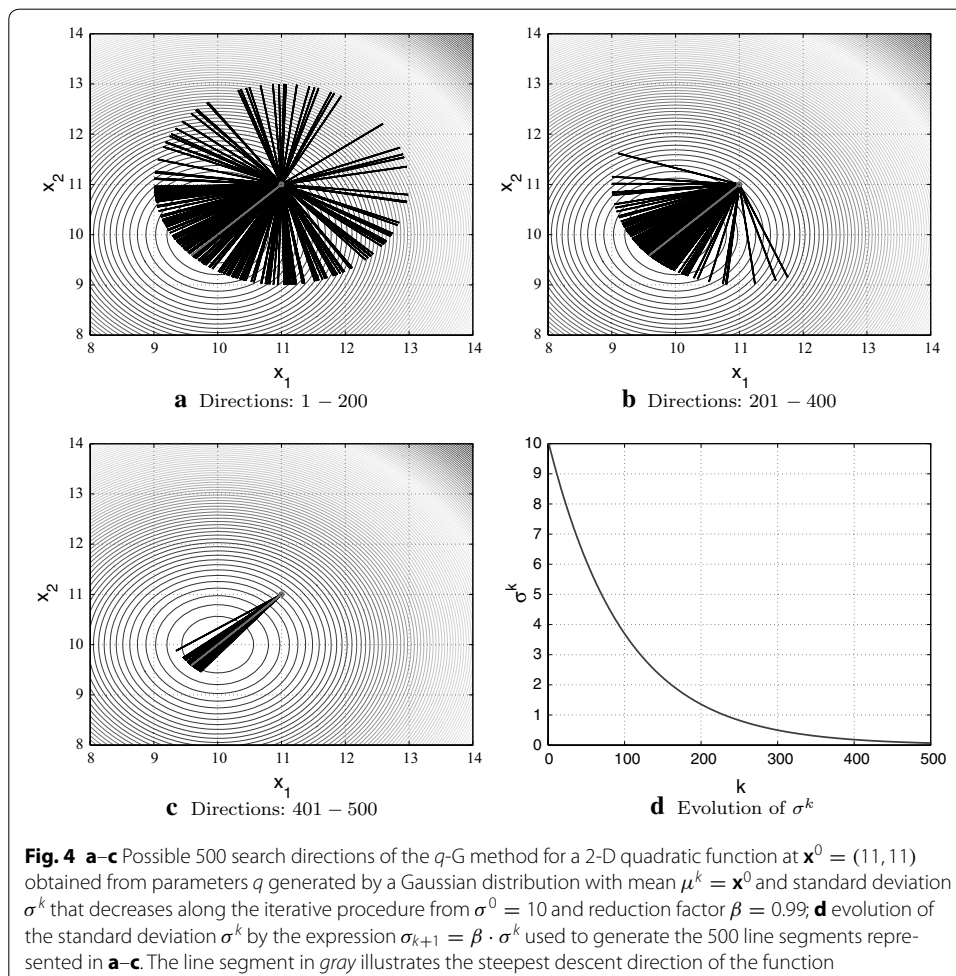 14
13
12
11
10
9
8
x₂
8 9 10 11 12 13 14
x₁
a Directions: 1 – 200
14
13
12
11
10
9
8
x₂
8 9 10 11 12 13 14
x₁
b Directions: 201 – 400
14
13
12
11
10
9
8
x₂
8 9 10 11 12 13 14
x₁
c Directions: 401 – 500
10
9
8
7
6
5
4
3
2
1
0
σᵏ
0 100 200 300 400 500
k
d Evolution of σᵏ
Fig. 4 a–c Possible 500 search directions of the q-G method for a 2-D quadratic function at x⁰ = (11, 11)
obtained from parameters q generated by a Gaussian distribution with mean μᵏ = x⁰ and standard deviation
σᵏ that decreases along the iterative procedure from σ⁰ = 10 and reduction factor β = 0.99; d evolution of
the standard deviation σᵏ by the expression σₖ₊₁ = β · σᵏ used to generate the 500 line segments repre-
sented in a–c. The line segment in gray illustrates the steepest descent direction of the function